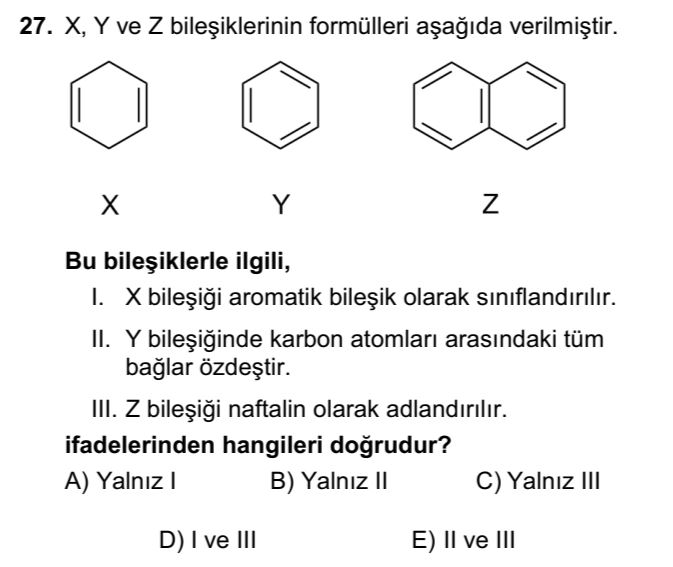 27. X, Y ve Z bileşiklerinin formülleri aşağıda verilmiştir.
X Y Z
Bu bileşiklerle ilgili,
I. X bileşiği aromatik bileşik olarak sınıflandırılır.
II. Y bileşiğinde karbon atomları arasındaki tüm
bağlar özdeştir.
III. Z bileşiği naftalin olarak adlandırılır.
ifadelerinden hangileri doğrudur?
A) Yalnız I B) Yalnız II C) Yalnız III
D) I ve III E) II ve III